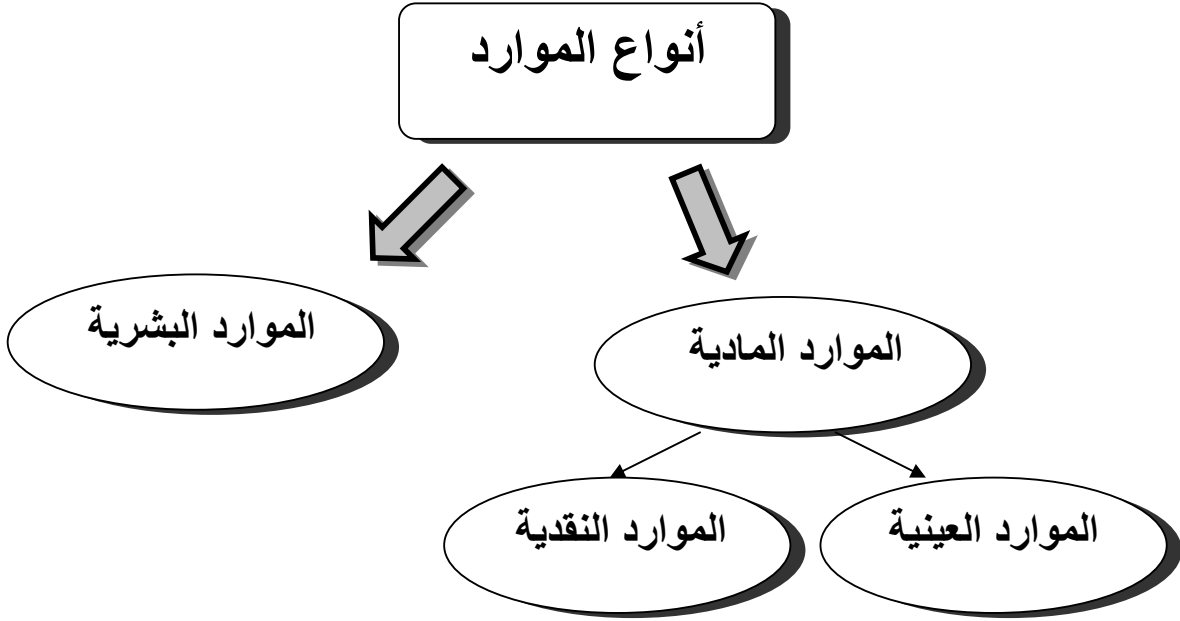 أنواع الموارد
الموارد المادية
الموارد البشرية
الموارد العينية
الموارد النقدية